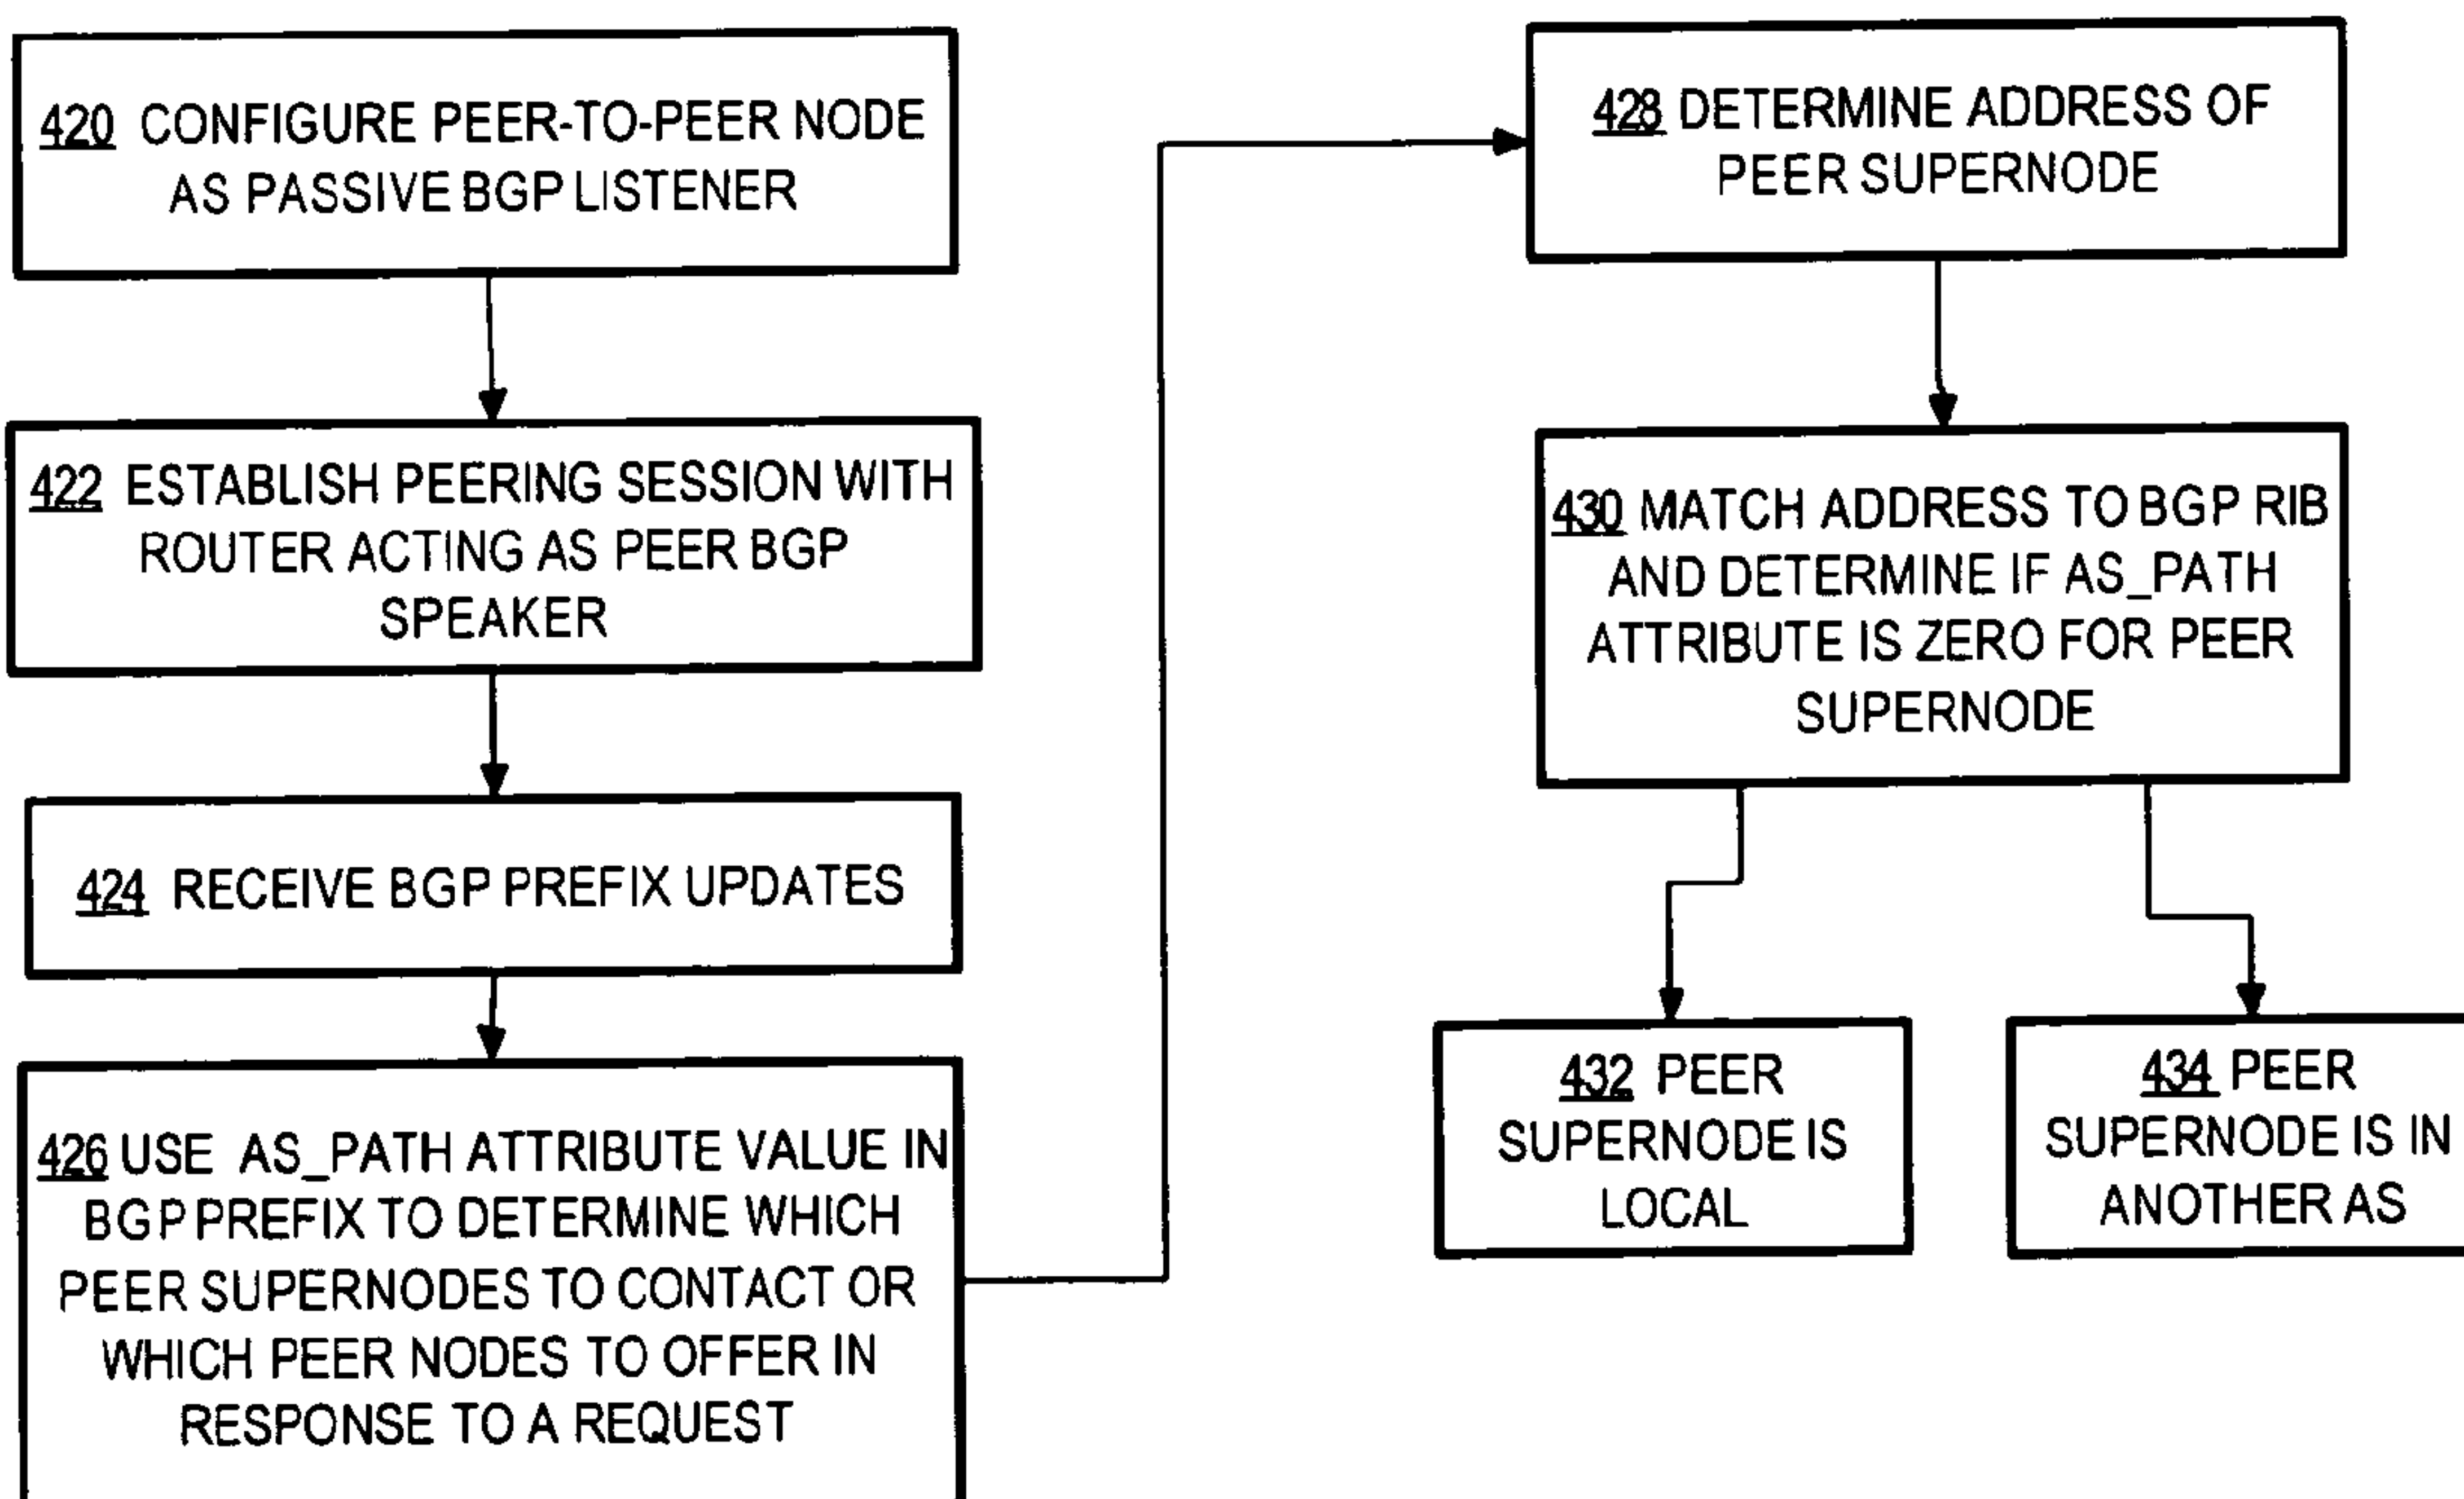 420 CONFIGURE PEER-TO-PEER NODE
AS PASSIVE BGP LISTENER
422 ESTABLISH PEERING SESSION WITH
ROUTER ACTING AS PEER BGP
SPEAKER
424 RECEIVE BGP PREFIX UPDATES
426 USE AS_PATH ATTRIBUTE VALUE IN
BGP PREFIX TO DETERMINE WHICH
PEER SUPERNODES TO CONTACT OR
WHICH PEER NODES TO OFFER IN
RESPONSE TO A REQUEST
428 DETERMINE ADDRESS OF
PEER SUPERNODE
430 MATCH ADDRESS TO BGP RIB
AND DETERMINE IF AS_PATH
ATTRIBUTE IS ZERO FOR PEER
SUPERNODE
432 PEER
SUPERNODE IS
LOCAL
434 PEER
SUPERNODE IS IN
ANOTHER AS